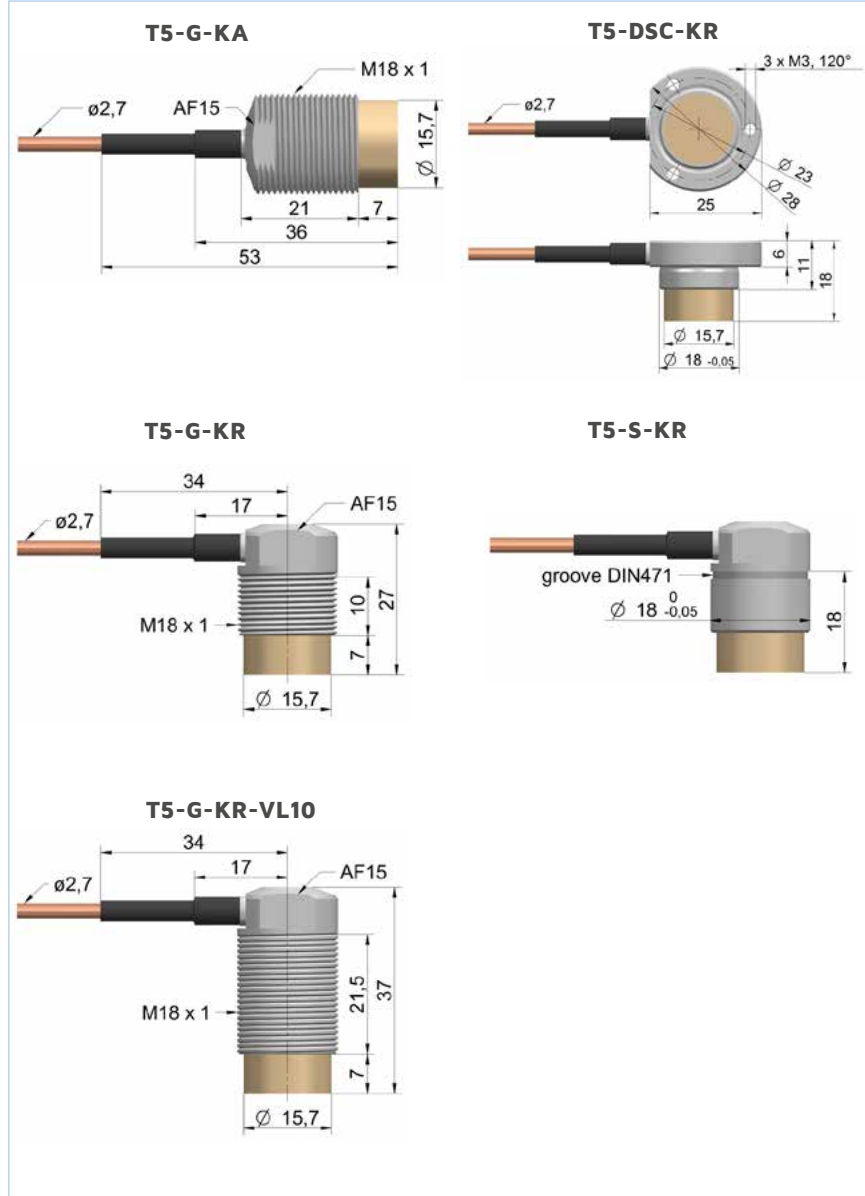 T5-G-KA
M18 x 1
ø2,7
AF15
Ø 15,7
21
7
36
53
T5-DSC-KR
3 x M3, 120°
ø2,7
Ø 23
Ø 28
25
6
11
18
Ø 15,7
Ø 18 -0,05
T5-G-KR
34
17
AF15
ø2,7
10
27
M18 x 1
7
Ø 15,7
T5-S-KR
groove DIN471
Ø 18 0 -0,05
18
T5-G-KR-VL10
34
17
AF15
ø2,7
21,5
37
M18 x 1
7
Ø 15,7